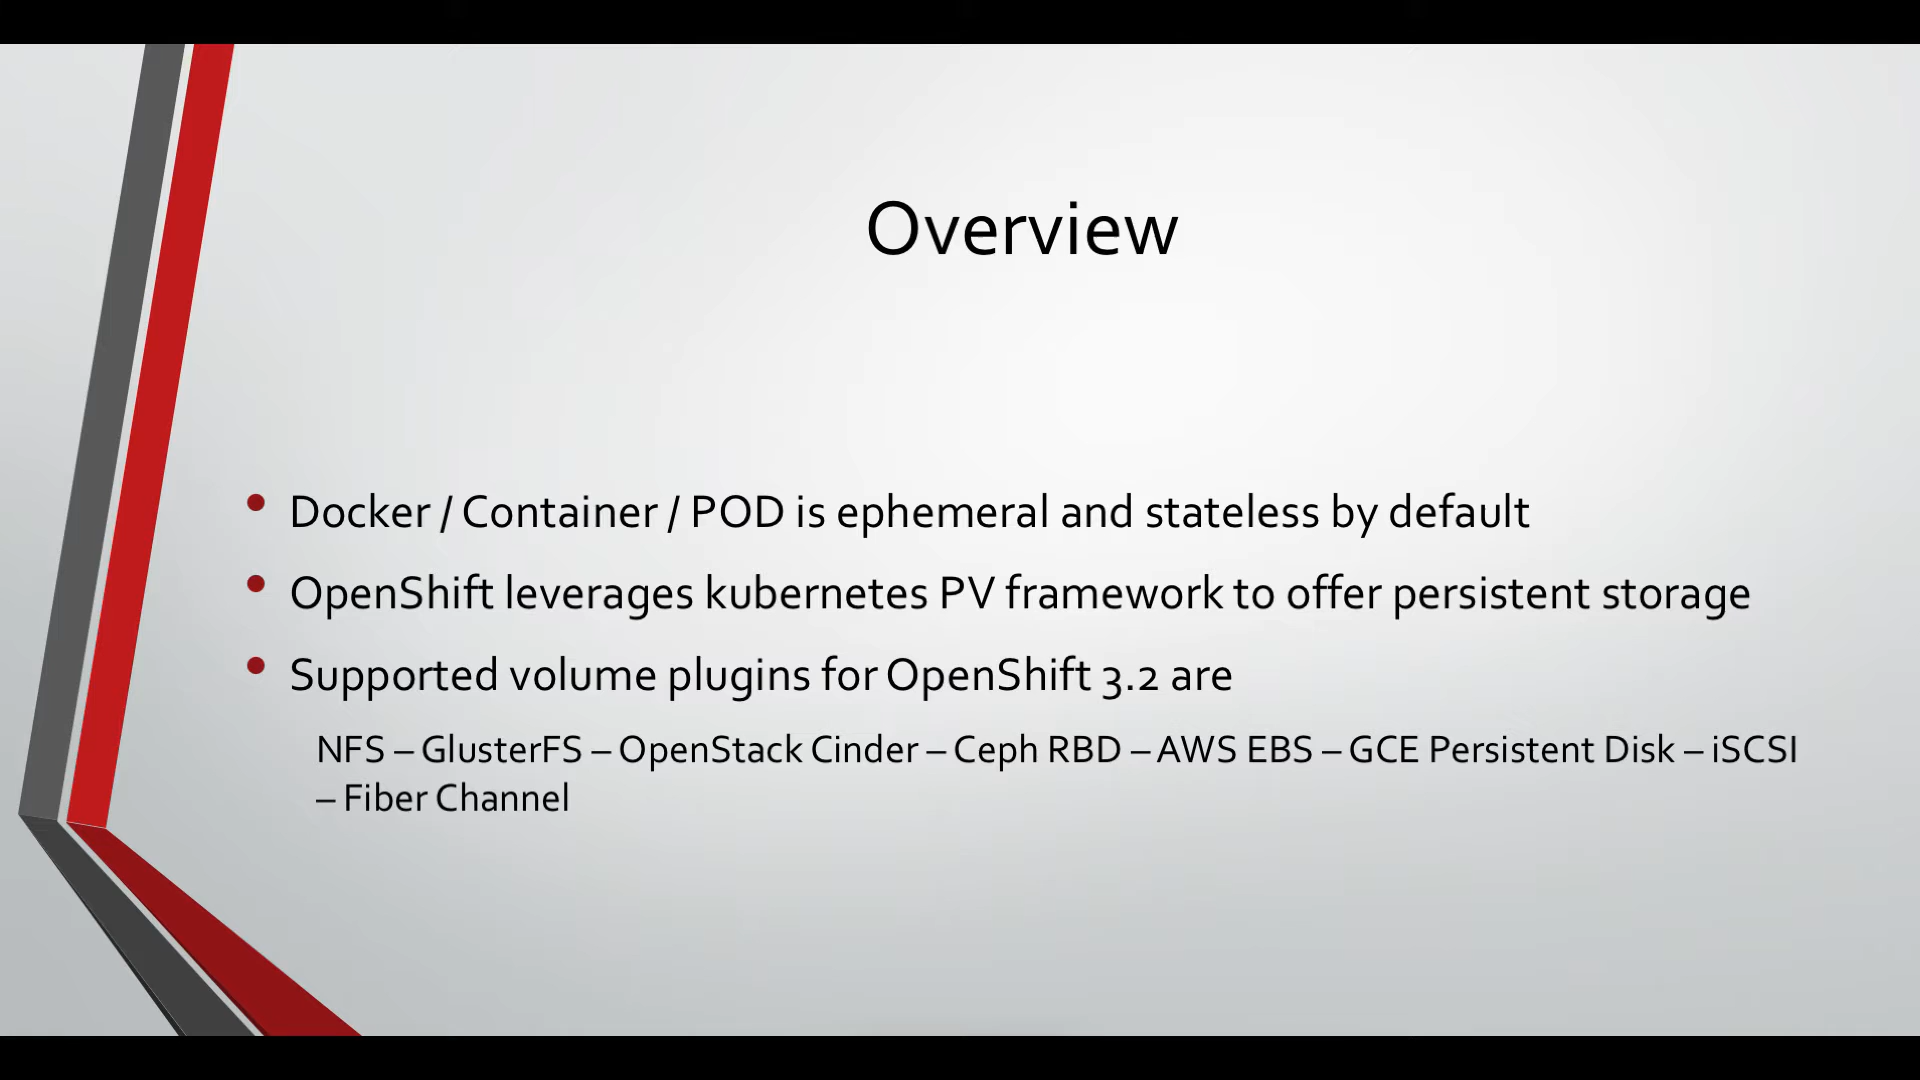 Overview
• Docker / Container / POD is ephemeral and stateless by default
• OpenShift leverages kubernetes PV framework to offer persistent storage
• Supported volume plugins for OpenShift 3.2 are
NFS – GlusterFS – OpenStack Cinder – Ceph RBD – AWS EBS – GCE Persistent Disk – iSCSI
– Fiber Channel